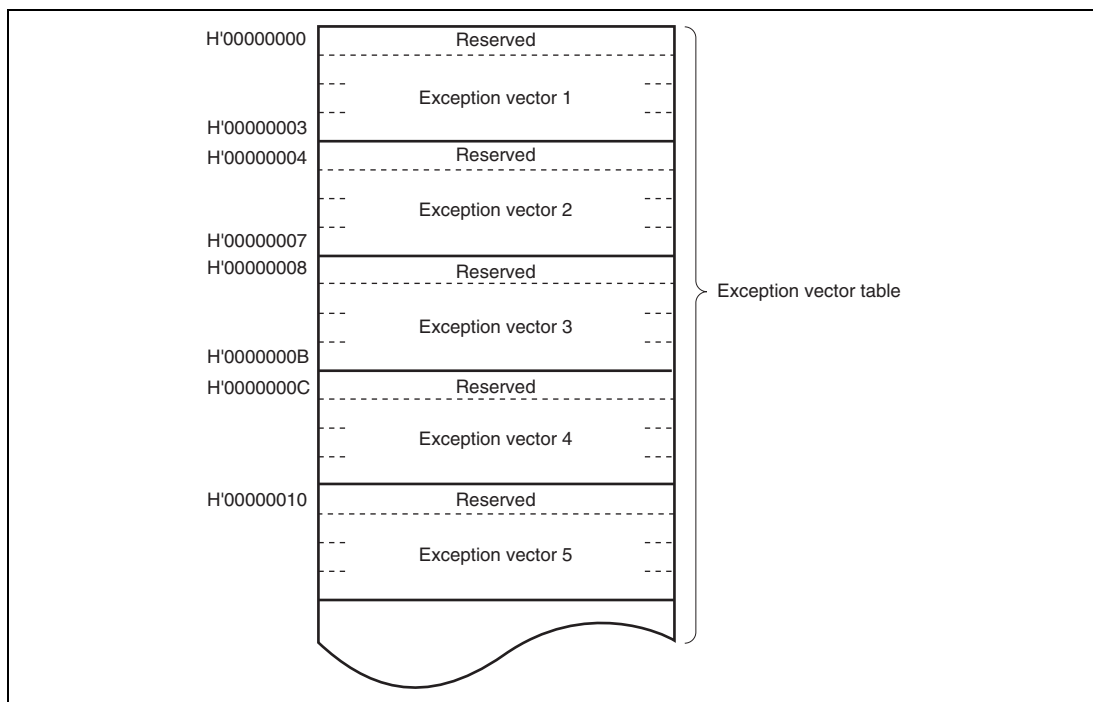 H'00000000 Reserved
Exception vector 1
H'00000003
H'00000004 Reserved
Exception vector 2
H'00000007
H'00000008 Reserved
Exception vector table
Exception vector 3
H'0000000B
H'0000000C Reserved
Exception vector 4
H'00000010 Reserved
Exception vector 5